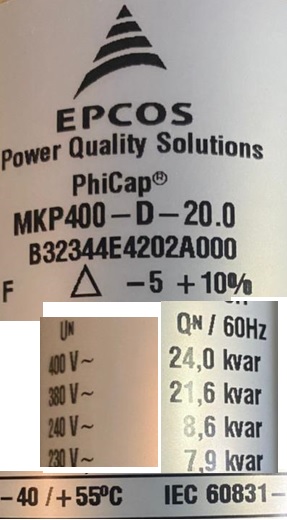 EPCOS
Power Quality Solutions
PhiCap®
MKP400-D-20.0
B32344E4202A000
F Δ -5 +10%
UN
400 V~
380 V~
240 V~
230 V~
QN / 60Hz
24,0 kvar
21,6 kvar
8,6 kvar
7,9 kvar
-40 /+55ºC IEC 60831-